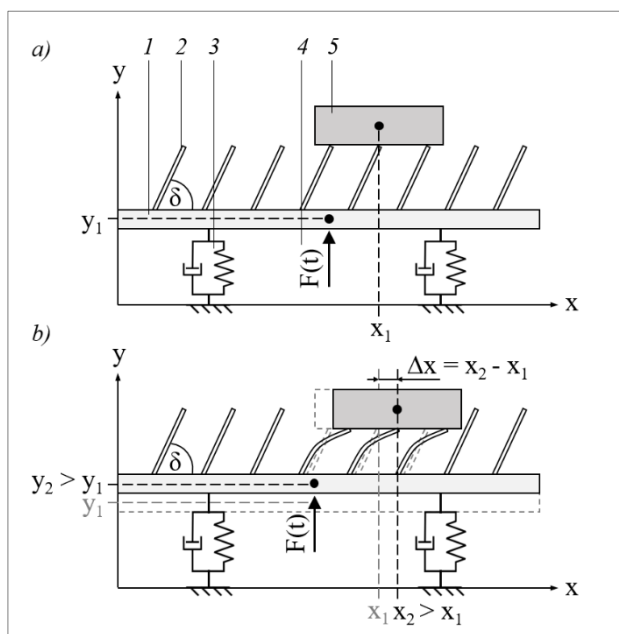 a) 1 2 3 4 5
y
δ
y₁
F(t)
x₁
x
b)
y
Δx = x₂ - x₁
δ
y₂ > y₁
y₁
F(t)
x
x₁ x₂ > x₁